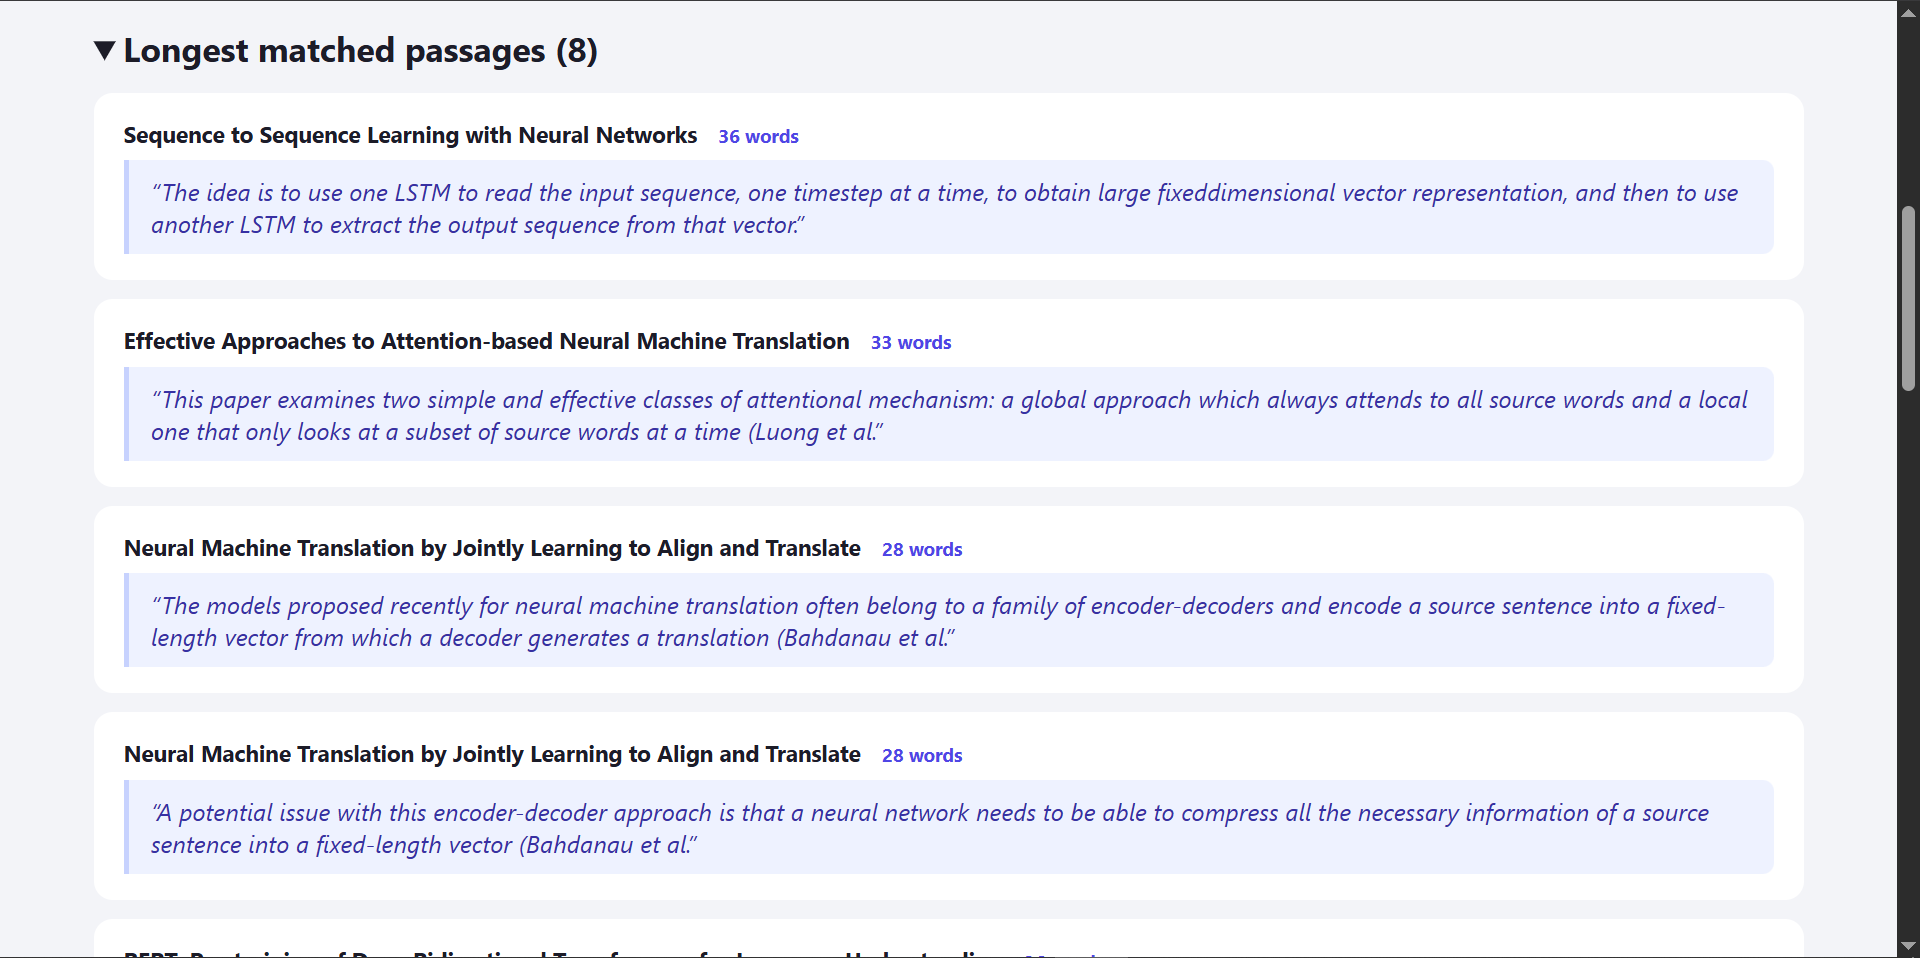 ▼ Longest matched passages (8)
Sequence to Sequence Learning with Neural Networks 36 words
“The idea is to use one LSTM to read the input sequence, one timestep at a time, to obtain large fixeddimensional vector representation, and then to use
another LSTM to extract the output sequence from that vector.”
Effective Approaches to Attention-based Neural Machine Translation 33 words
“This paper examines two simple and effective classes of attentional mechanism: a global approach which always attends to all source words and a local
one that only looks at a subset of source words at a time (Luong et al.”
Neural Machine Translation by Jointly Learning to Align and Translate 28 words
“The models proposed recently for neural machine translation often belong to a family of encoder-decoders and encode a source sentence into a fixed-
length vector from which a decoder generates a translation (Bahdanau et al.”
Neural Machine Translation by Jointly Learning to Align and Translate 28 words
“A potential issue with this encoder-decoder approach is that a neural network needs to be able to compress all the necessary information of a source
sentence into a fixed-length vector (Bahdanau et al.”